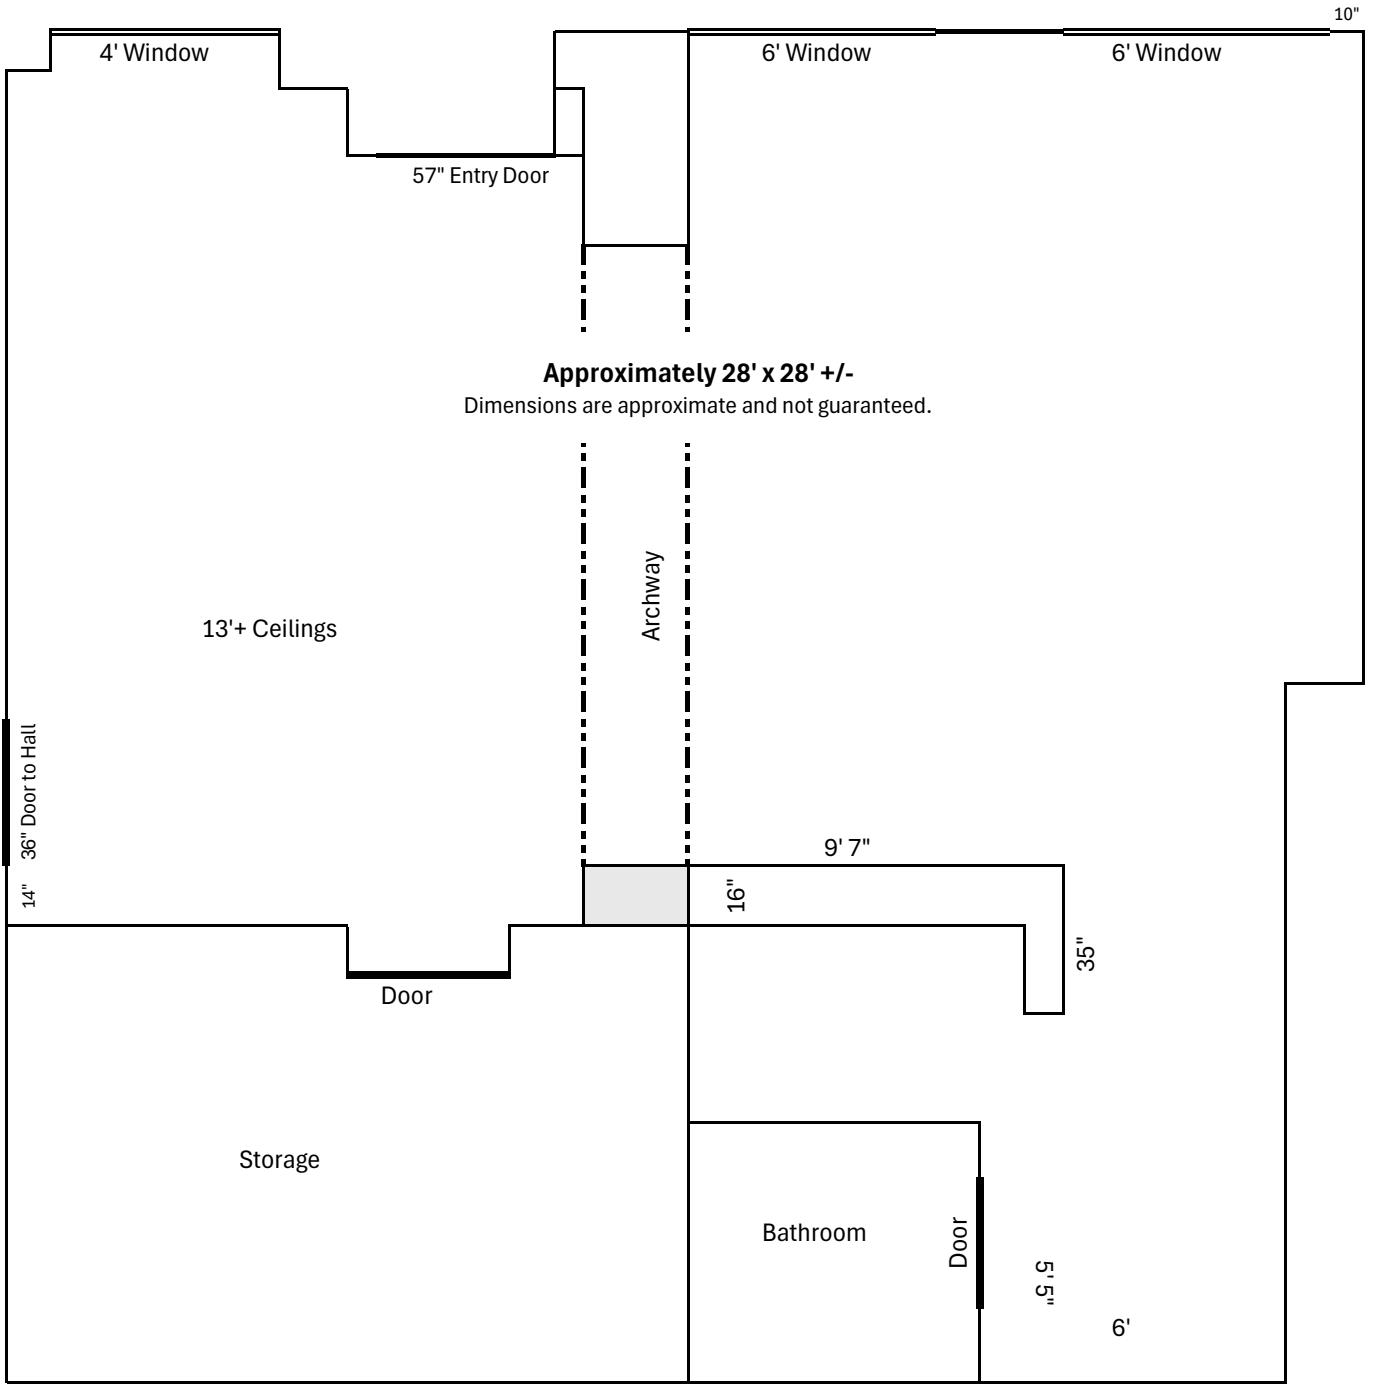 10"
4' Window
6' Window
6' Window
57" Entry Door
Approximately 28' x 28' +/-
Dimensions are approximate and not guaranteed.
Archway
13'+ Ceilings
36" Door to Hall
14"
9' 7"
16"
35"
Door
Storage
Bathroom
Door
5' 5"
6'